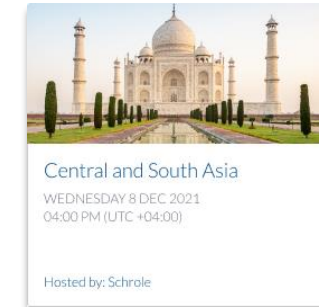 Central and South Asia
WEDNESDAY 8 DEC 2021
04:00 PM (UTC +04:00)
Hosted by: Schrole